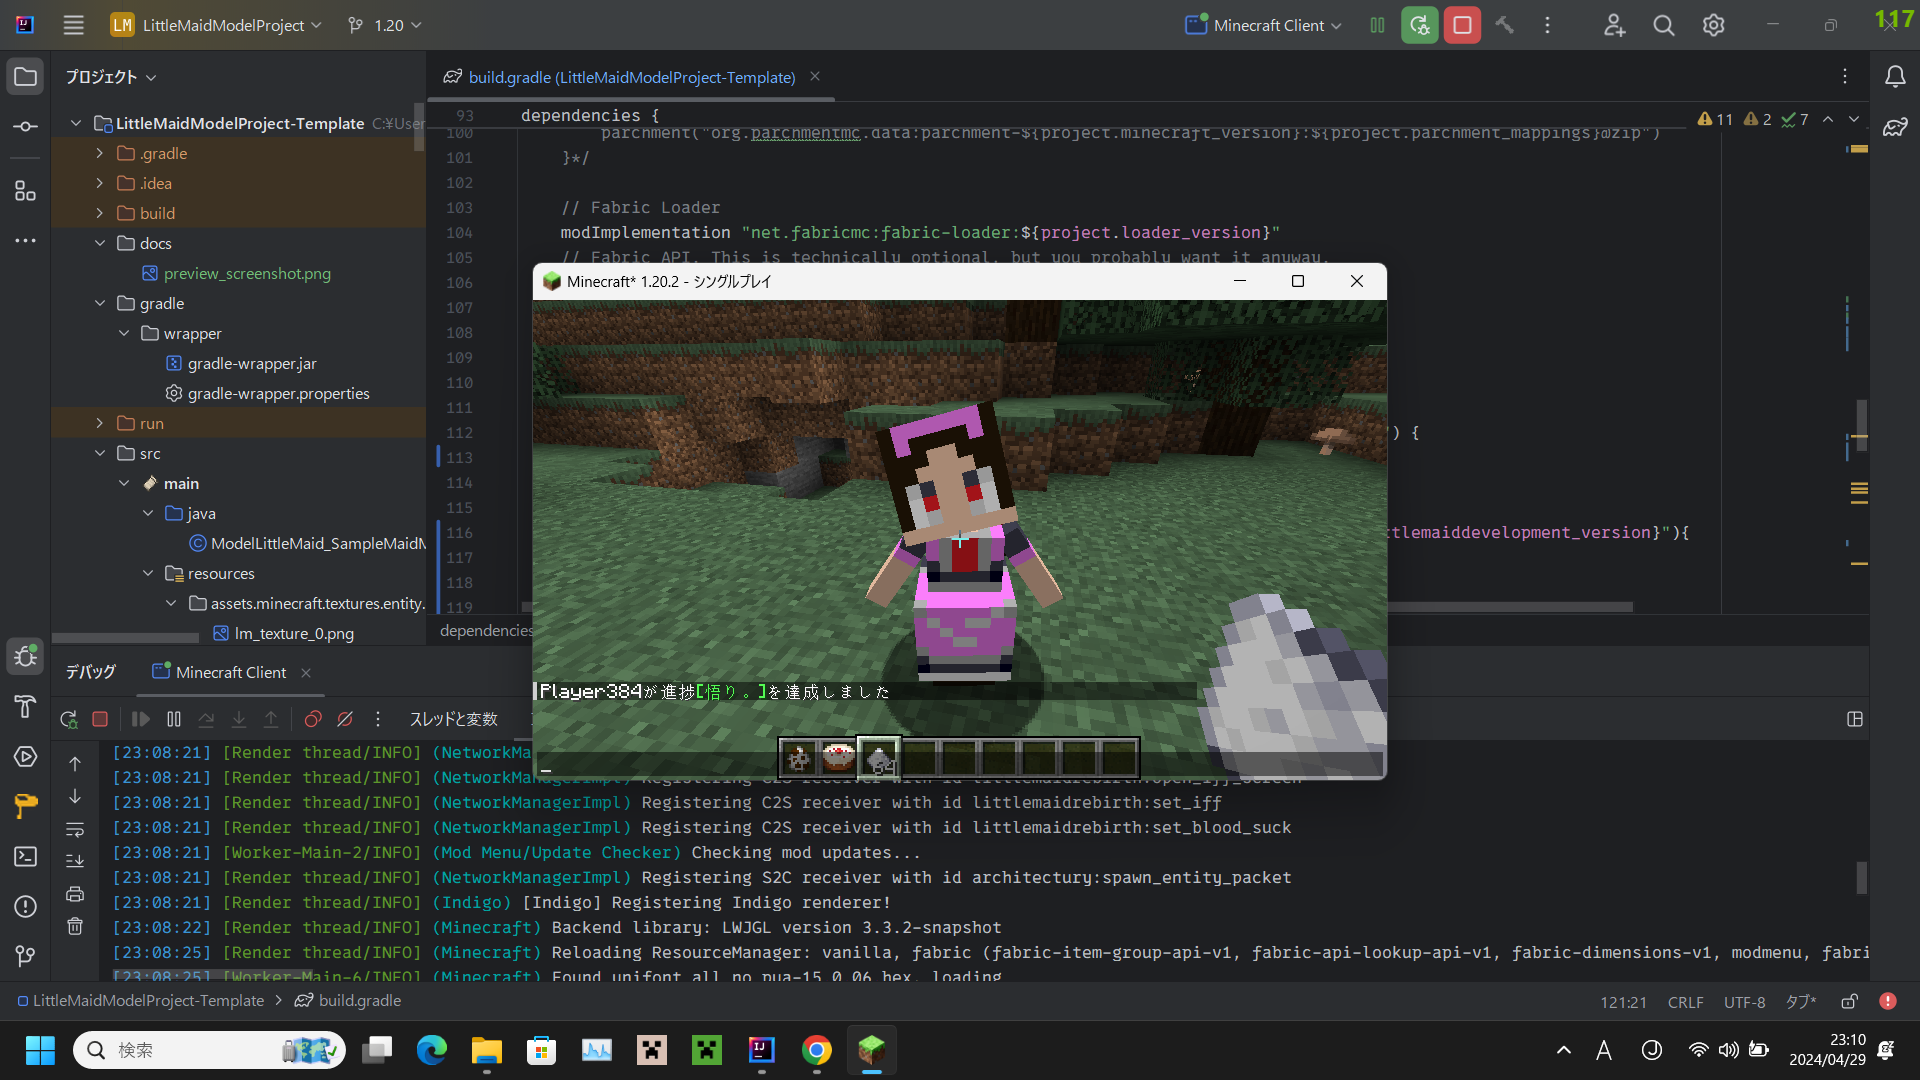 LM LittleMaidModelProject
1.20
Minecraft Client
117
プロジェクト
build.gradle (LittleMaidModelProject-Template)
LittleMaidModelProject-Template C:¥User
.gradle
.idea
build
docs
preview_screenshot.png
gradle
wrapper
gradle-wrapper.jar
gradle-wrapper.properties
run
src
main
java
ModelLittleMaid_SampleMaidM
resources
assets.minecraft.textures.entity.
lm_texture_0.png
11 2 7
93 dependencies {
100 parchment("org.parchmentmc.data:parchment-${project.minecraft_version}:${project.parchment_mappings}@zip")
101 }*/
102
103 // Fabric Loader
104 modImplementation "net.fabricmc:fabric-loader:${project.loader_version}"
105 // Fabric API. This is technically optional, but you probably want it anyway.
106
107
108
109
110
111
112 ) {
113
114
115
116 ttlemaiddevelopment_version}"){
117
118
119
dependencies
Minecraft* 1.20.2 - シングルプレイ
Player384が進捗[悟り。]を達成しました
64
デバッグ
Minecraft Client
スレッドと変数
[23:08:21] [Render thread/INFO] (NetworkMa
[23:08:21] [Render thread/INFO] (NetworkManagerImpl) Registering C2S receiver with id littlemaidrebirth:open_iff_screen
[23:08:21] [Render thread/INFO] (NetworkManagerImpl) Registering C2S receiver with id littlemaidrebirth:set_iff
[23:08:21] [Render thread/INFO] (NetworkManagerImpl) Registering C2S receiver with id littlemaidrebirth:set_blood_suck
[23:08:21] [Worker-Main-2/INFO] (Mod Menu/Update Checker) Checking mod updates...
[23:08:21] [Render thread/INFO] (NetworkManagerImpl) Registering S2C receiver with id architectury:spawn_entity_packet
[23:08:21] [Render thread/INFO] (Indigo) [Indigo] Registering Indigo renderer!
[23:08:22] [Render thread/INFO] (Minecraft) Backend library: LWJGL version 3.3.2-snapshot
[23:08:25] [Render thread/INFO] (Minecraft) Reloading ResourceManager: vanilla, fabric (fabric-item-group-api-v1, fabric-api-lookup-api-v1, fabric-dimensions-v1, modmenu, fabri
[23:08:25] [Worker-Main-6/INFO] (Minecraft) Found unifont_all_no_pua-15.0.06.hex, loading
LittleMaidModelProject-Template > build.gradle
121:21 CRLF UTF-8 タブ*
検索
A
23:10
2024/04/29